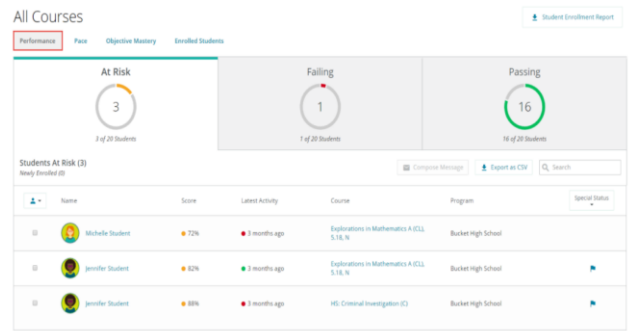 All Courses
Student Enrollment Report
Performance Pace Objective Mastery Enrolled Students
At Risk Failing Passing
3 1 16
3 of 20 Students 1 of 20 Students 16 of 20 Students
Students At Risk (3)
Newly Enrolled (0)
Compose Message Export as CSV Search
Name Score Latest Activity Course Program Special Status
Michelle Student 72% 3 months ago Explorations in Mathematics A (CL), Bucket High School
5.16, N
Jennifer Student 82% 3 months ago Explorations in Mathematics A (CL), Bucket High School
5.16, N
Jennifer Student 88% 3 months ago HS: Criminal Investigation (C) Bucket High School